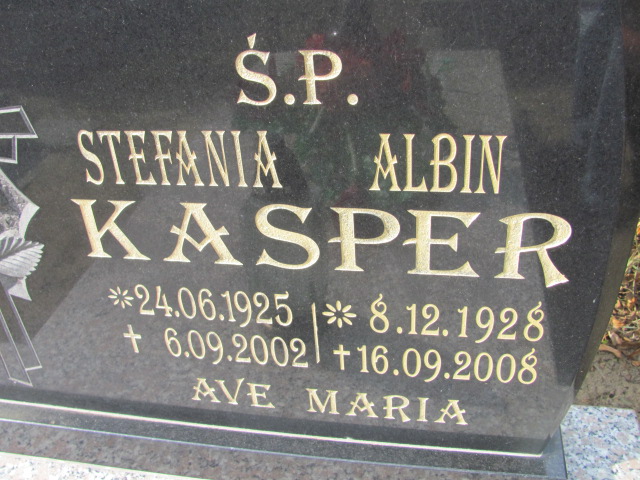 Ś.P.
STEFANIA ALBIN
KASPER
*24.06.1925 * 8.12.1928
+ 6.09.2002 +16.09.2008
AVE MARIA